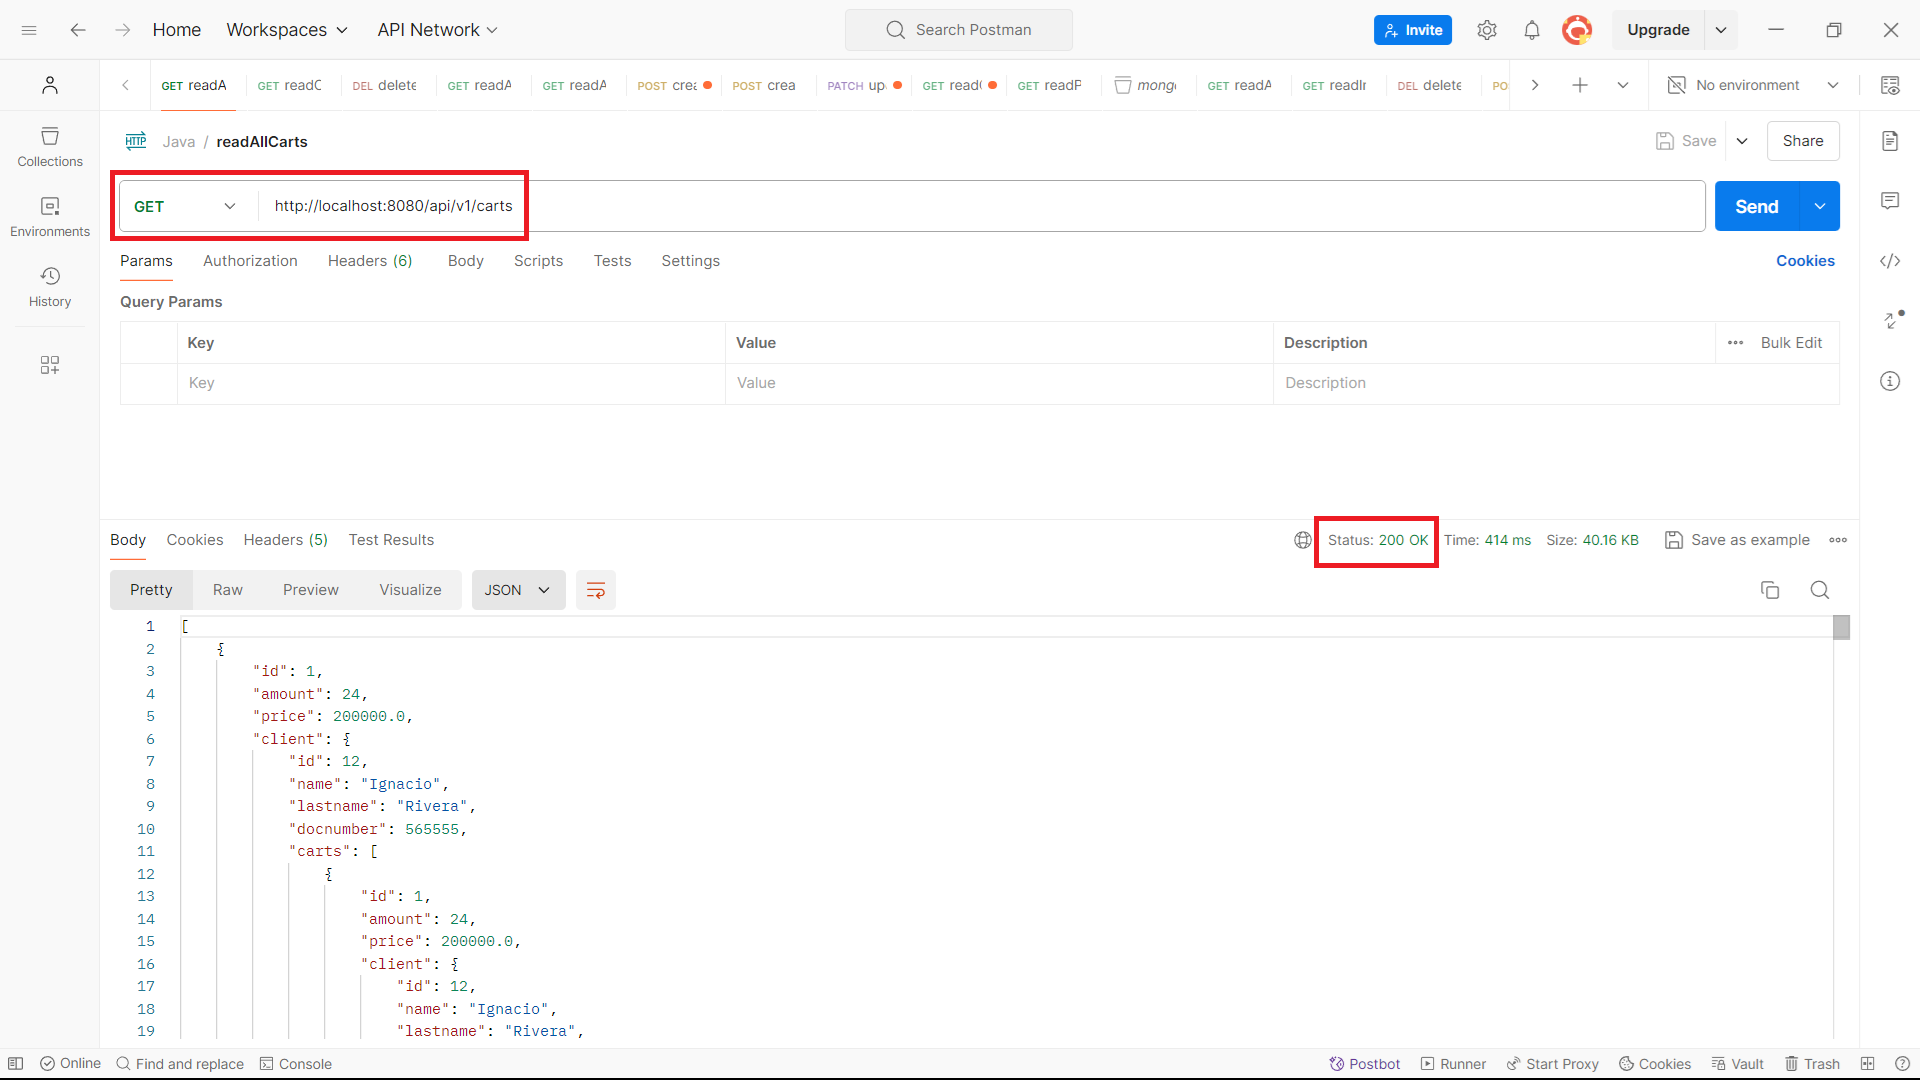 Home Workspaces API Network Search Postman Invite Upgrade
GET readA GET readC DEL delete GET readA GET readA POST crea POST crea PATCH up GET read( GET readP mong GET readA GET readIr DEL delete PO No environment
Java / readAllCarts Save Share
Collections
Environments
History
GET http://localhost:8080/api/v1/carts Send
Params Authorization Headers (6) Body Scripts Tests Settings Cookies
Query Params
Key Value Description Bulk Edit
Key Value Description
Body Cookies Headers (5) Test Results Status: 200 OK Time: 414 ms Size: 40.16 KB Save as example
Pretty Raw Preview Visualize JSON
1 [
2 {
3 "id": 1,
4 "amount": 24,
5 "price": 200000.0,
6 "client": {
7 "id": 12,
8 "name": "Ignacio",
9 "lastname": "Rivera",
10 "docnumber": 565555,
11 "carts": [
12 {
13 "id": 1,
14 "amount": 24,
15 "price": 200000.0,
16 "client": {
17 "id": 12,
18 "name": "Ignacio",
19 "lastname": "Rivera",
Online Find and replace Console Postbot Runner Start Proxy Cookies Vault Trash